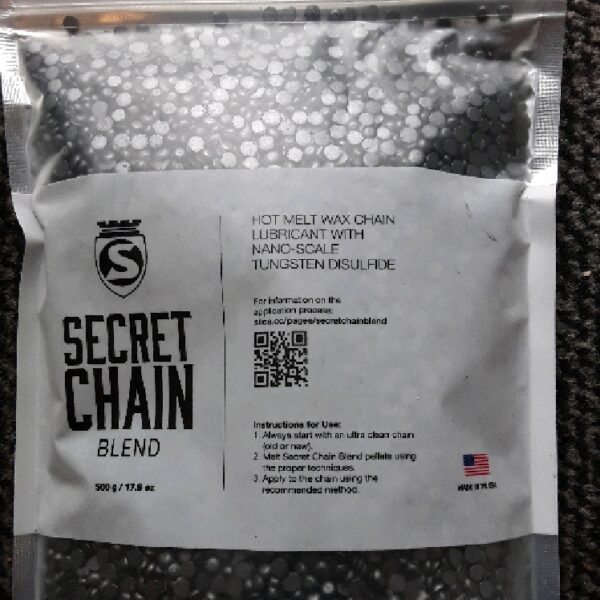 S
SECRET
CHAIN
BLEND
500 g / 17.6 oz
HOT MELT WAX CHAIN
LUBRICANT WITH
NANO-SCALE
TUNGSTEN DISULFIDE
For information on the
application process:
silca.cc/pages/secretchainblend
Instructions for Use:
1. Always start with an ultra clean chain
(old or new).
2. Melt Secret Chain Blend pellets using
the proper techniques.
3. Apply to the chain using the
recommended method.
MADE IN THE USA